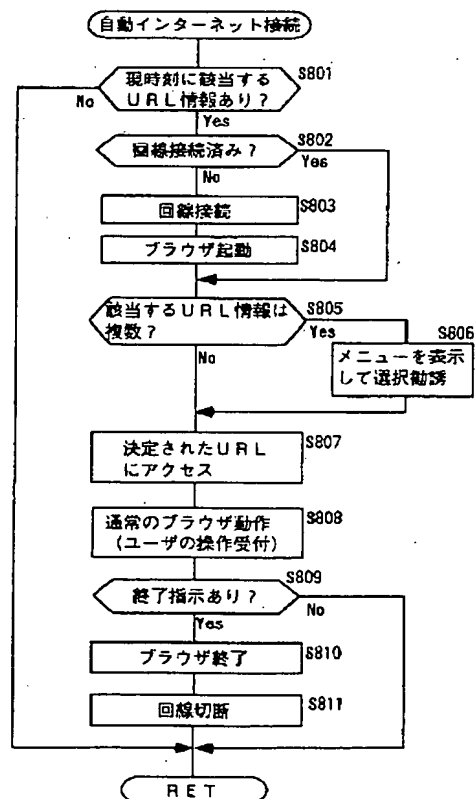 自動インターネット接続
現時刻に該当する
URL情報あり?
S801
No
Yes
回線接続済み?
S802
Yes
No
回線接続
S803
ブラウザ起動
S804
該当するURL情報は
複数?
S805
Yes
No
S806
メニューを表示
して選択勧誘
決定されたURL
にアクセス
S807
通常のブラウザ動作
(ユーザの操作受付)
S808
終了指示あり?
S809
No
Yes
ブラウザ終了
S810
回線切断
S811
RET